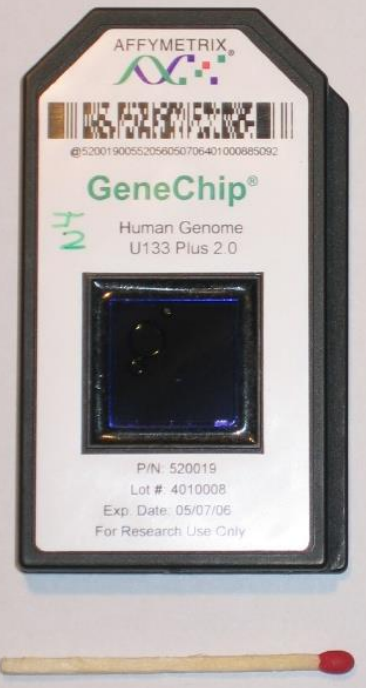 AFFYMETRIX®
@52001900552056050706401000885092
GeneChip®
Human Genome
U133 Plus 2.0
P/N: 520019
Lot #: 4010008
Exp. Date: 05/07/06
For Research Use Only